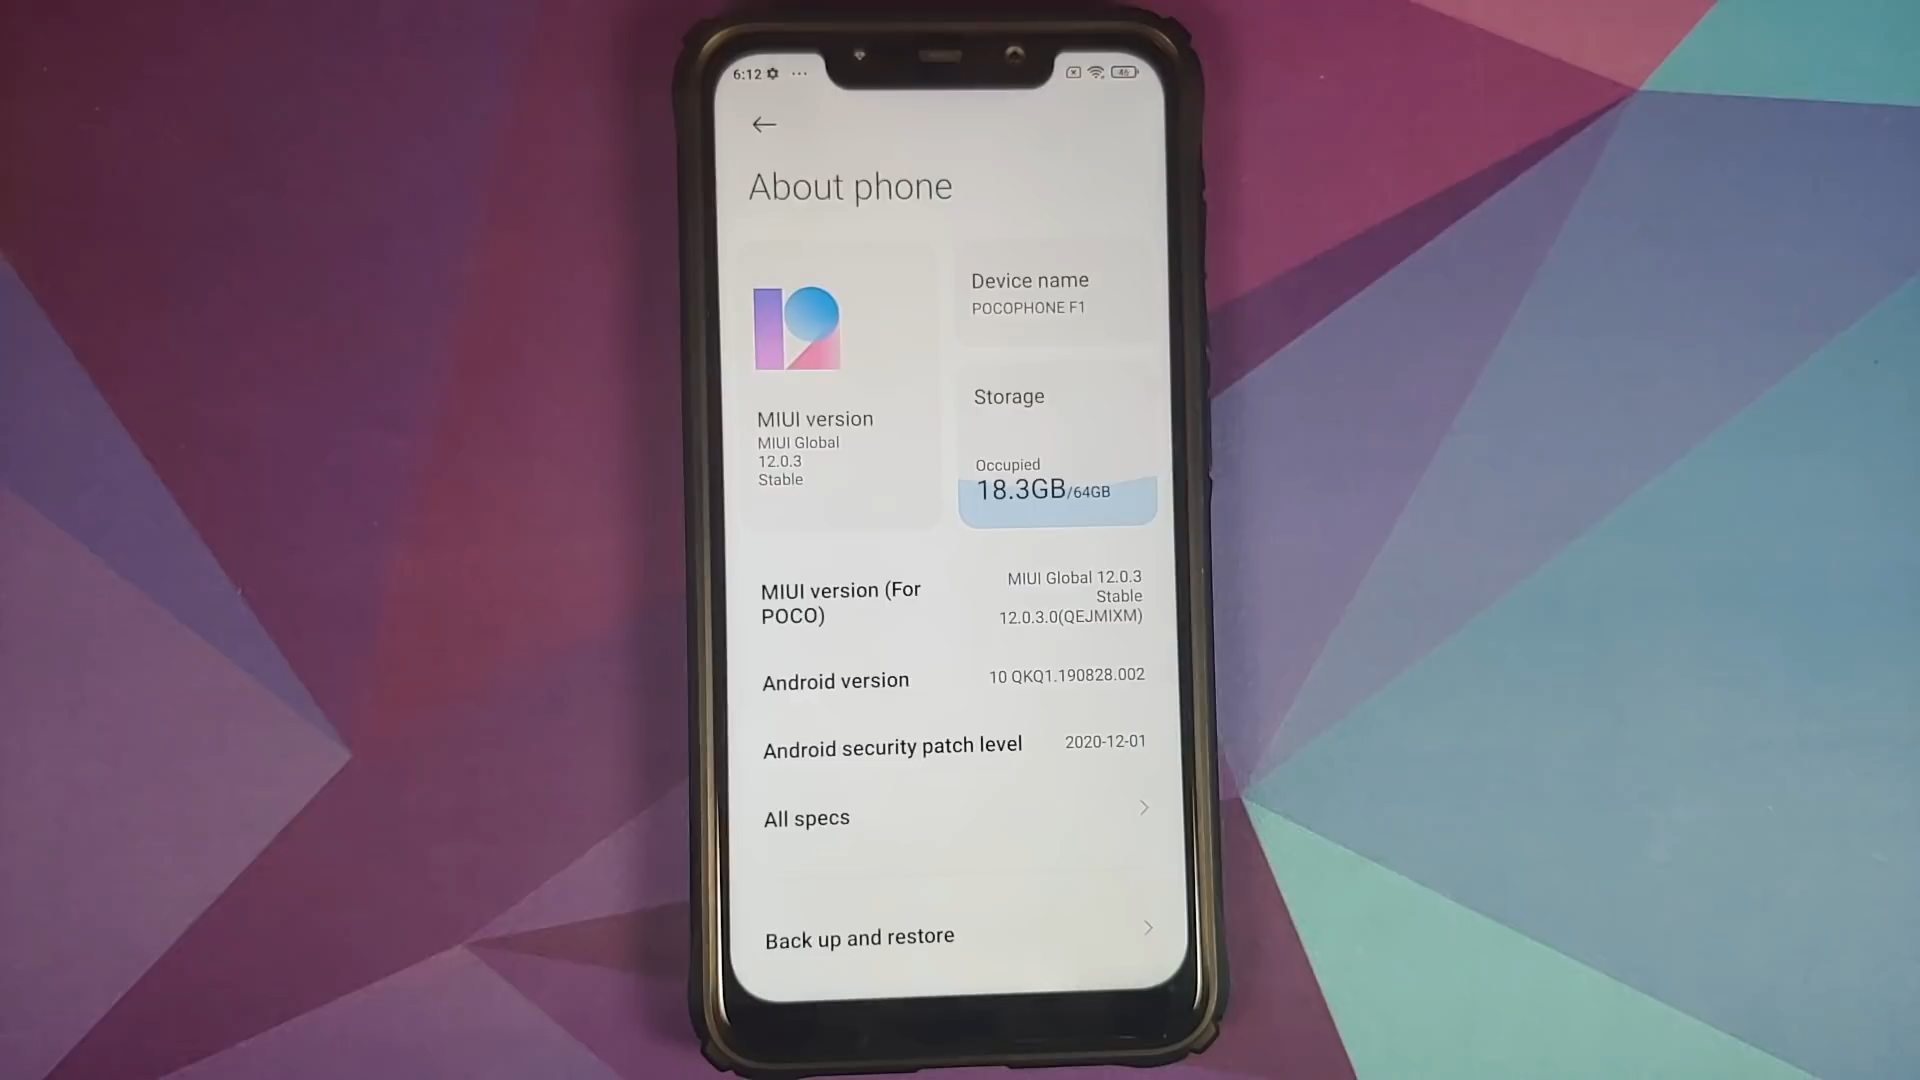 6:12 ...
46
About phone
Device name
POCOPHONE F1
MIUI version
MIUI Global
12.0.3
Stable
Storage
Occupied
18.3GB/64GB
MIUI version (For
POCO)
MIUI Global 12.0.3
Stable
12.0.3.0(QEJMIXM)
Android version
10 QKQ1.190828.002
Android security patch level
2020-12-01
All specs
Back up and restore